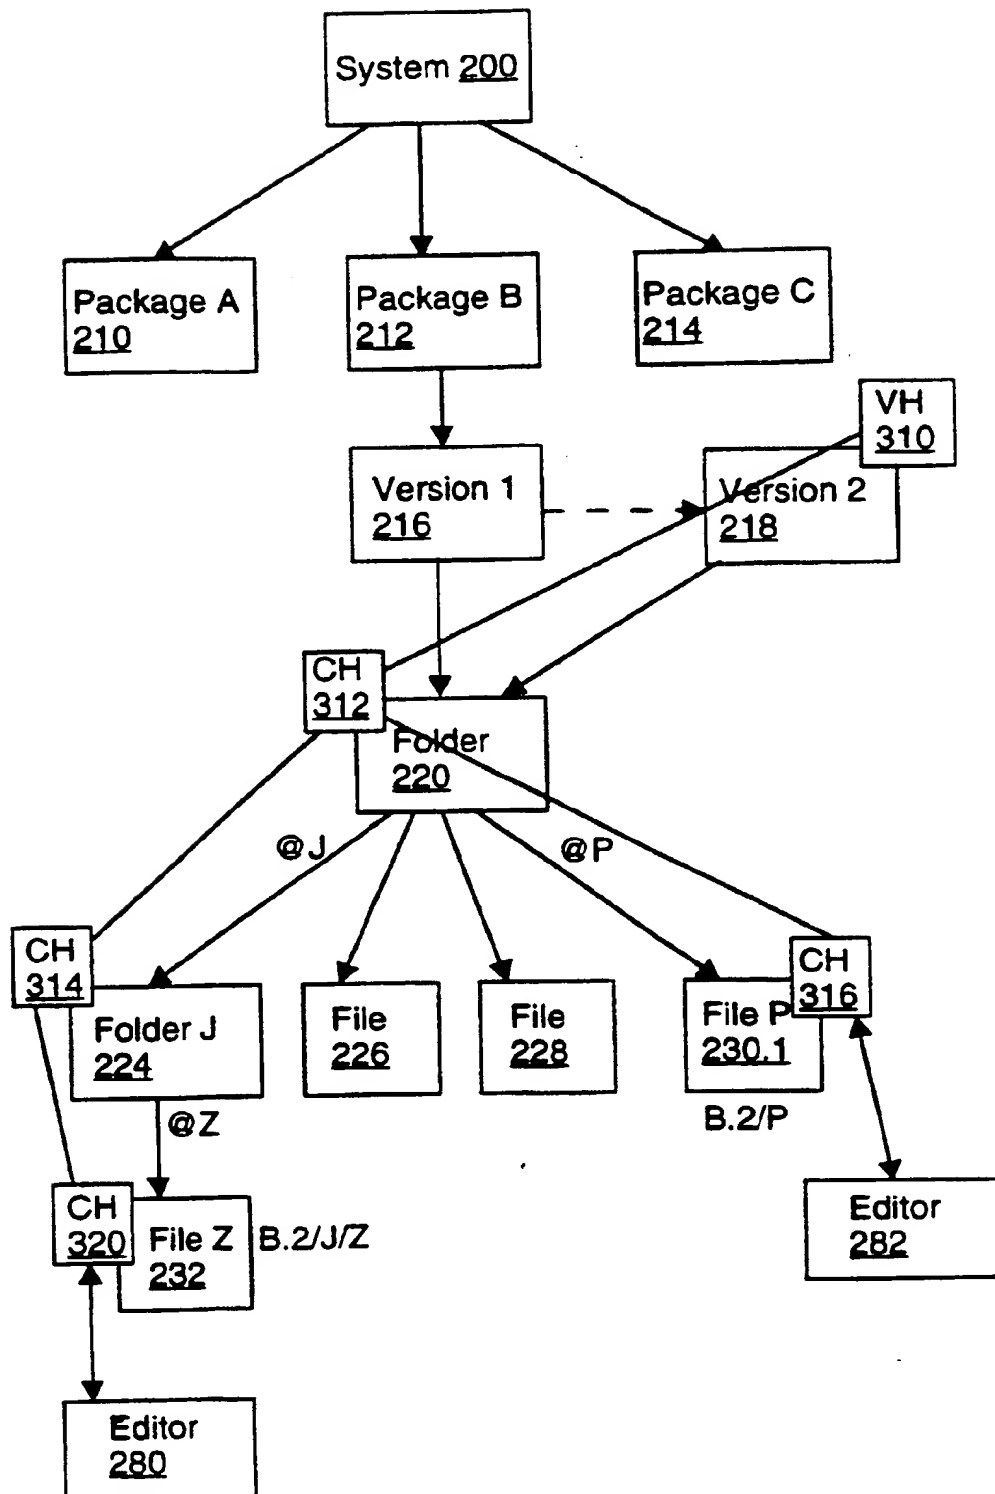 System 200
Package A
210
Package B
212
Package C
214
VH
310
Version 1
216
Version 2
218
CH
312
Folder
220
@J
@P
CH
314
Folder J
224
File
226
File
228
File P
230.1
CH
316
B.2/P
@Z
CH
320
File Z
232
B.2/J/Z
Editor
282
Editor
280